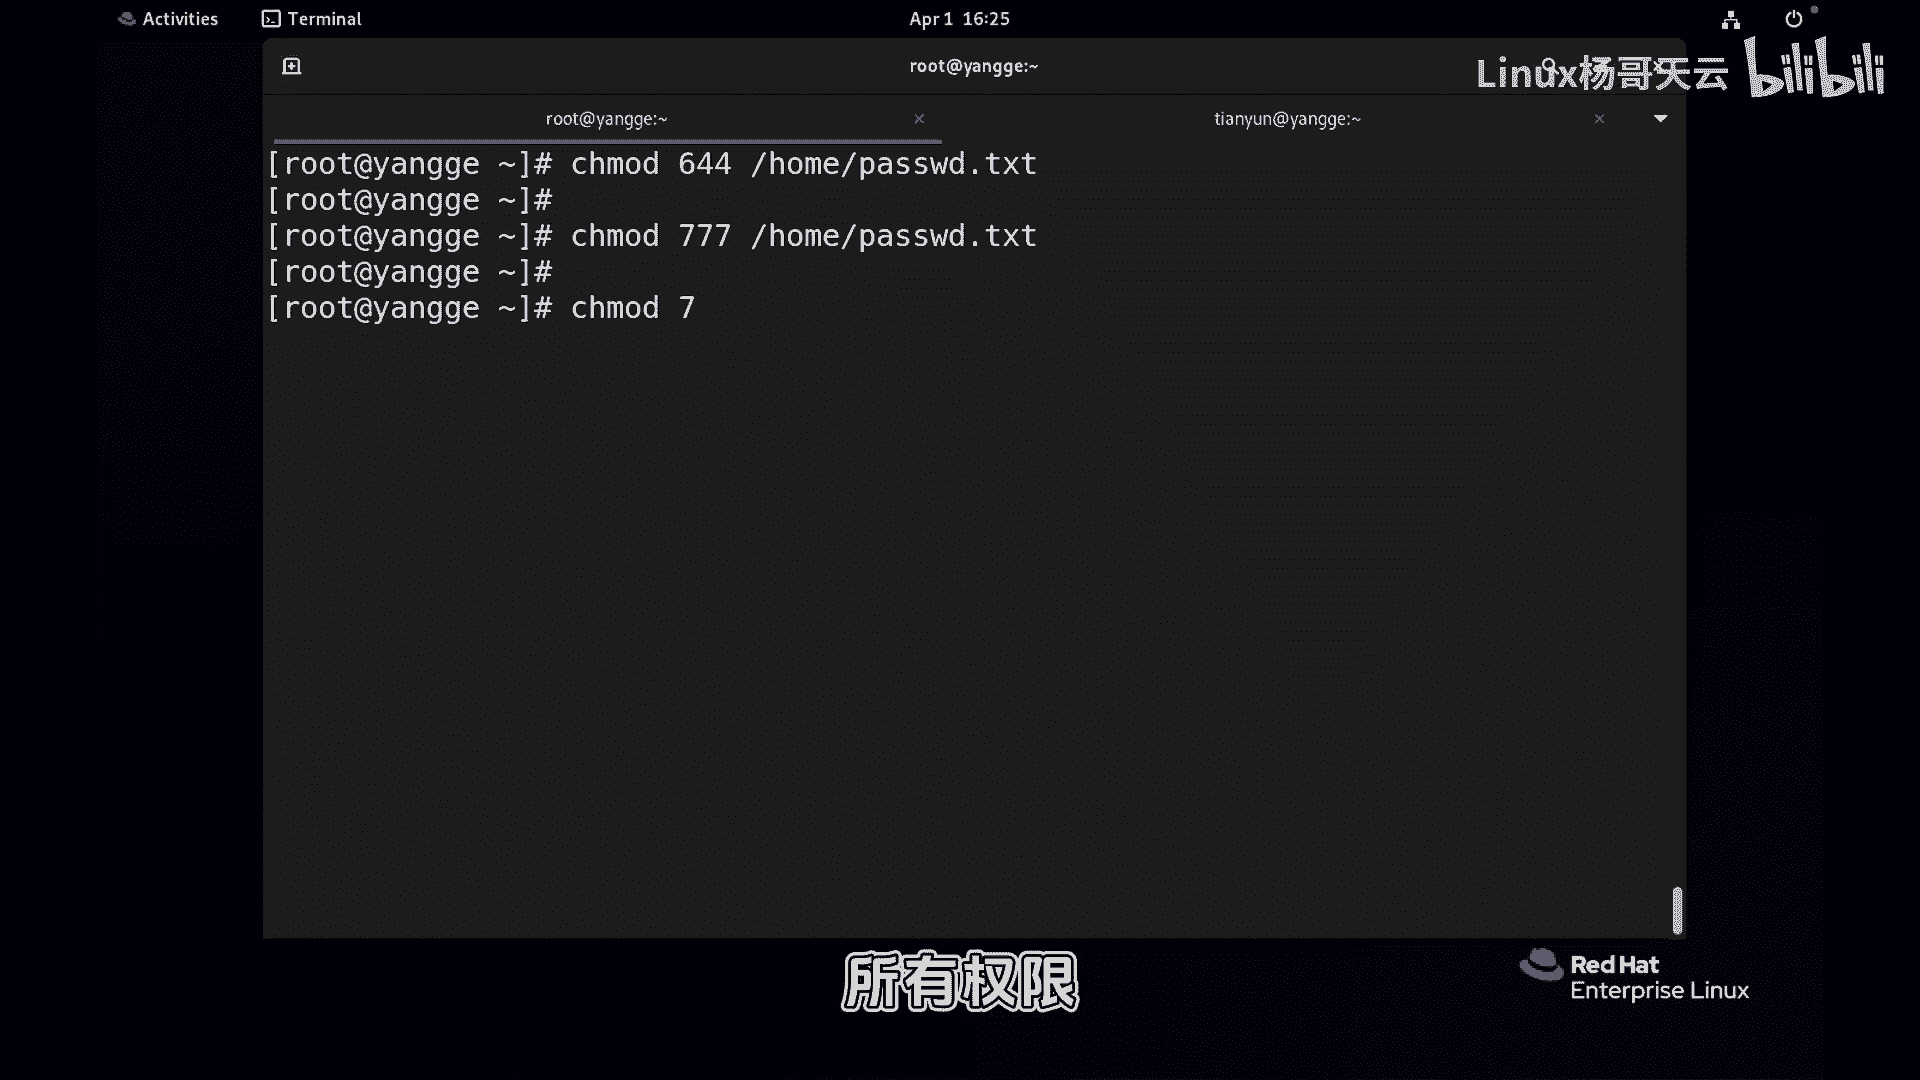 Activities
Terminal
Apr 1 16:25
root@yangge:~
Linux杨哥天云
bilibili
root@yangge:~
tianyun@yangge:~
[root@yangge ~]# chmod 644 /home/passwd.txt
[root@yangge ~]#
[root@yangge ~]# chmod 777 /home/passwd.txt
[root@yangge ~]#
[root@yangge ~]# chmod 7
所有权限
Red Hat
Enterprise Linux